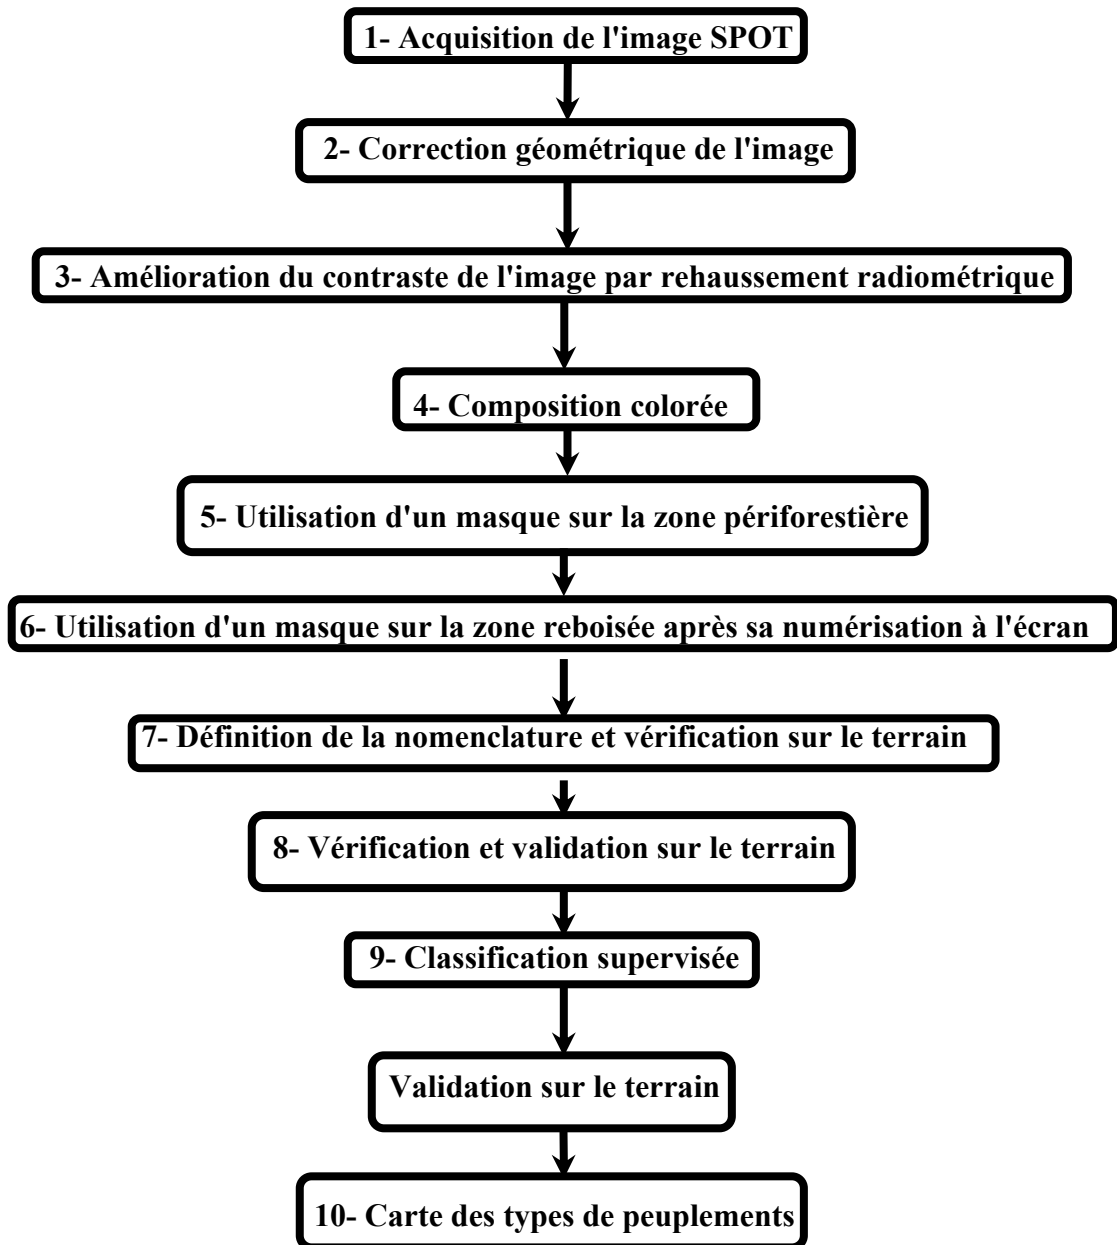 1- Acquisition de l'image SPOT
2- Correction géométrique de l'image
3- Amélioration du contraste de l'image par rehaussement radiométrique
4- Composition colorée
5- Utilisation d'un masque sur la zone périforestière
6- Utilisation d'un masque sur la zone reboisée après sa numérisation à l'écran
7- Définition de la nomenclature et vérification sur le terrain
8- Vérification et validation sur le terrain
9- Classification supervisée
Validation sur le terrain
10- Carte des types de peuplements